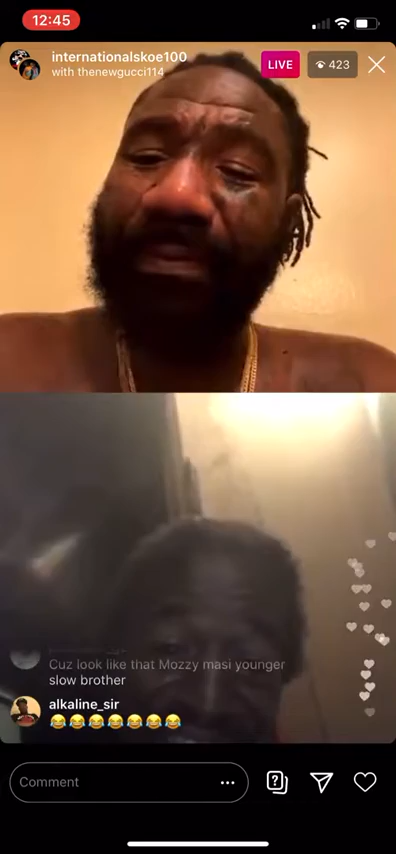 12:45
internationalskoe100
with thenewgucci114
LIVE
423
Cuz look like that Mozzy masi younger
slow brother
alkaline_sir
😂😂😂😂😂😂😂
Comment